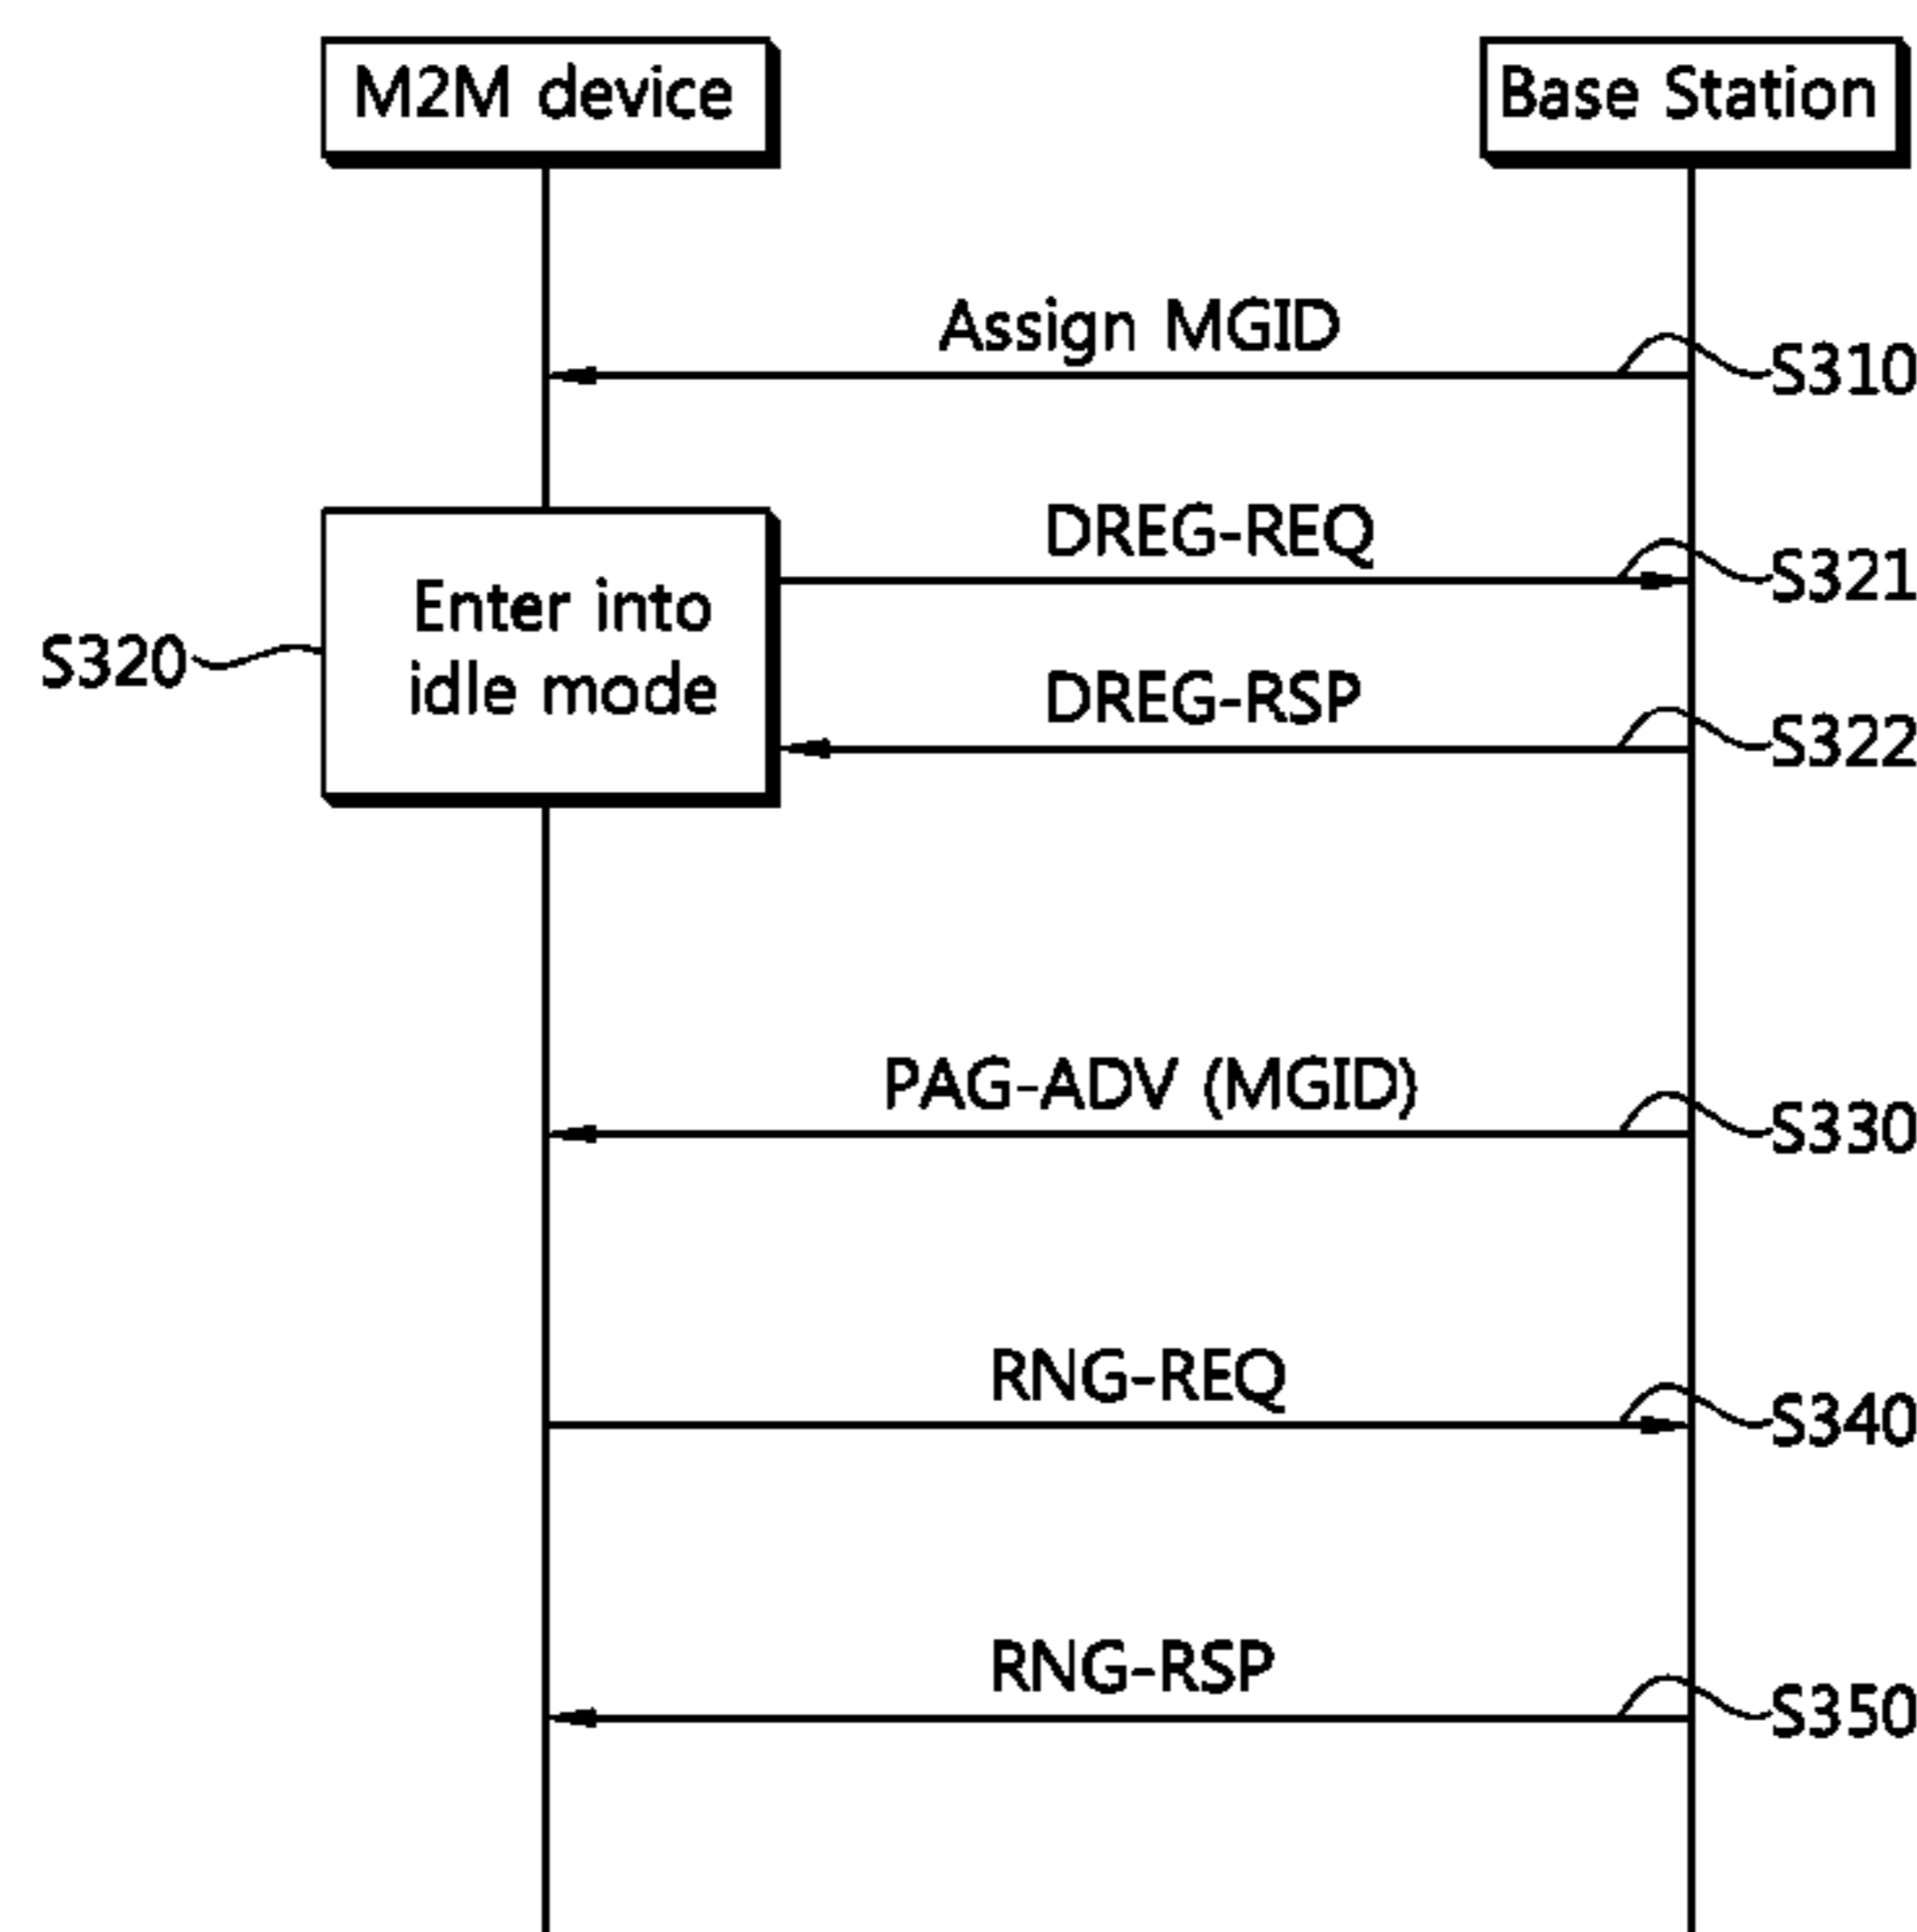 M2M device
Base Station
Assign MGID
S310
DREG-REQ
S321
Enter into
idle mode
S320
DREG-RSP
S322
PAG-ADV (MGID)
S330
RNG-REQ
S340
RNG-RSP
S350